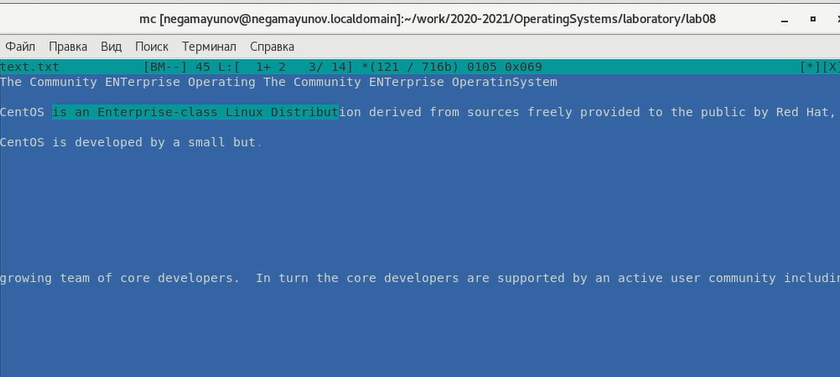 mc [negamayunov@negamayunov.localdomain]:~/work/2020-2021/OperatingSystems/laboratory/lab08
Файл Правка Вид Поиск Терминал Справка
text.txt [BM--] 45 L:[ 1+ 2 3/ 14] *(121 / 716b) 0105 0x069 [*][X]
The Community ENTerprise Operating The Community ENTerprise OperatinSystem
CentOS is an Enterprise-class Linux Distribution derived from sources freely provided to the public by Red Hat,
CentOS is developed by a small but.
growing team of core developers.  In turn the core developers are supported by an active user community includin